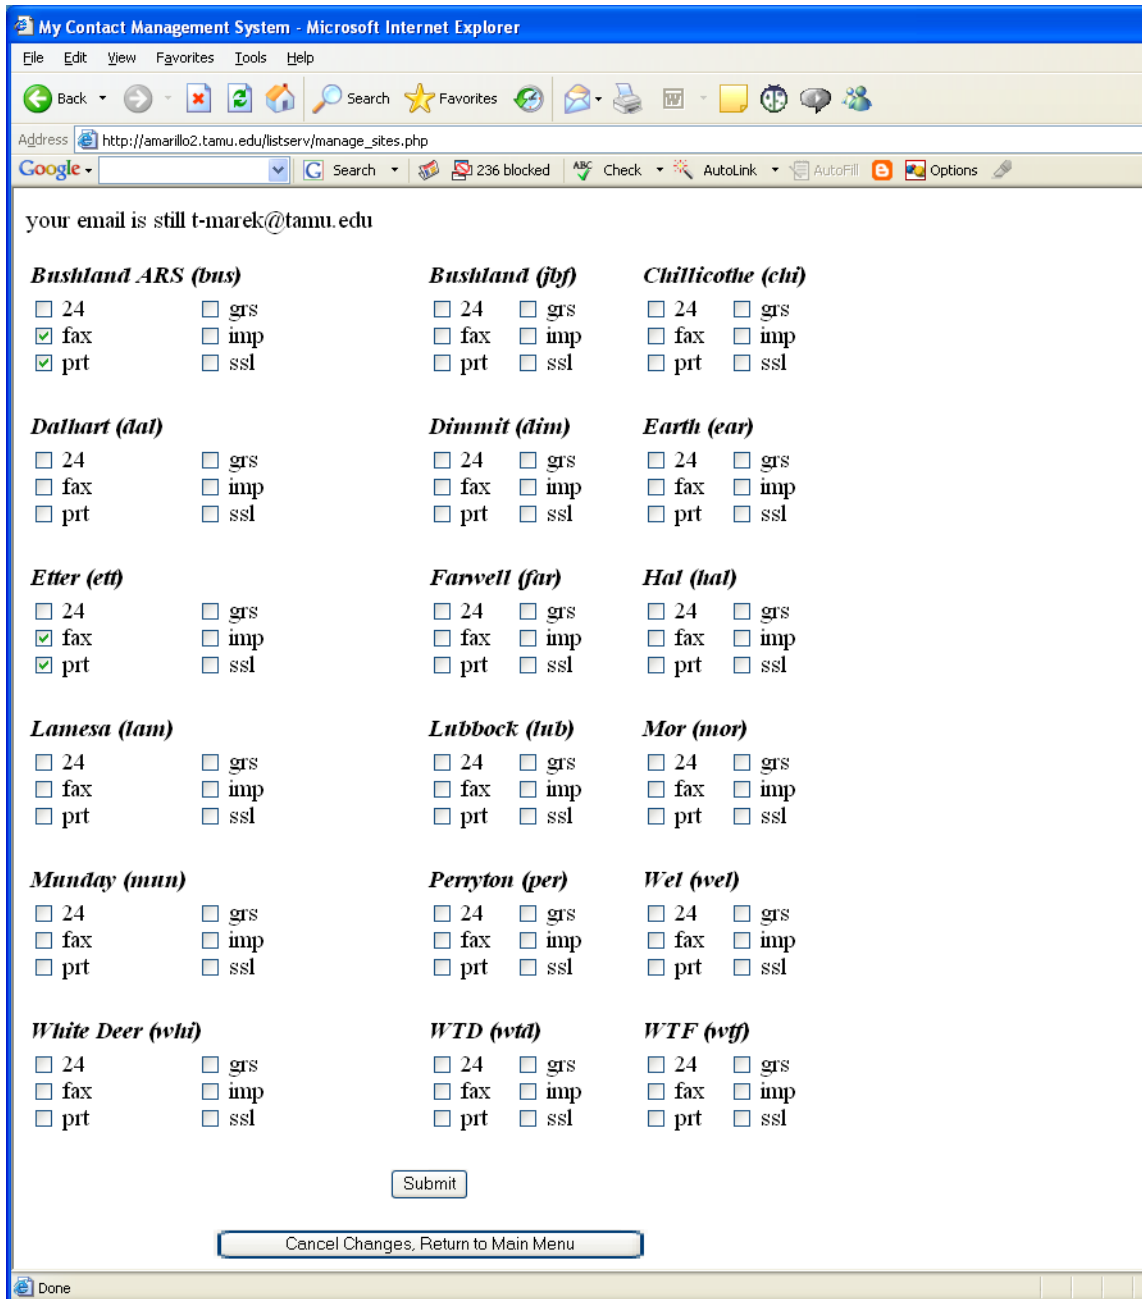 My Contact Management System - Microsoft Internet Explorer
File Edit View Favorites Tools Help
Back Search Favorites
Address http://amarillo2.tamu.edu/listserv/manage_sites.php
Google Search 236 blocked ABC Check AutoLink AutoFill Options
your email is still t-marek@tamu.edu
Bushland ARS (bus) Bushland (jbf) Chillicothe (chi)
24 grs 24 grs 24 grs
fax imp fax imp fax imp
prt ssl prt ssl prt ssl
Dalhart (dal) Dimmit (dim) Earth (ear)
24 grs 24 grs 24 grs
fax imp fax imp fax imp
prt ssl prt ssl prt ssl
Etter (ett) Farwell (far) Hal (hal)
24 grs 24 grs 24 grs
fax imp fax imp fax imp
prt ssl prt ssl prt ssl
Lamesa (lam) Lubbock (lub) Mor (mor)
24 grs 24 grs 24 grs
fax imp fax imp fax imp
prt ssl prt ssl prt ssl
Munday (mun) Perryton (per) Wel (wel)
24 grs 24 grs 24 grs
fax imp fax imp fax imp
prt ssl prt ssl prt ssl
White Deer (whi) WTD (wtd) WTF (wtf)
24 grs 24 grs 24 grs
fax imp fax imp fax imp
prt ssl prt ssl prt ssl
Submit
Cancel Changes, Return to Main Menu
Done